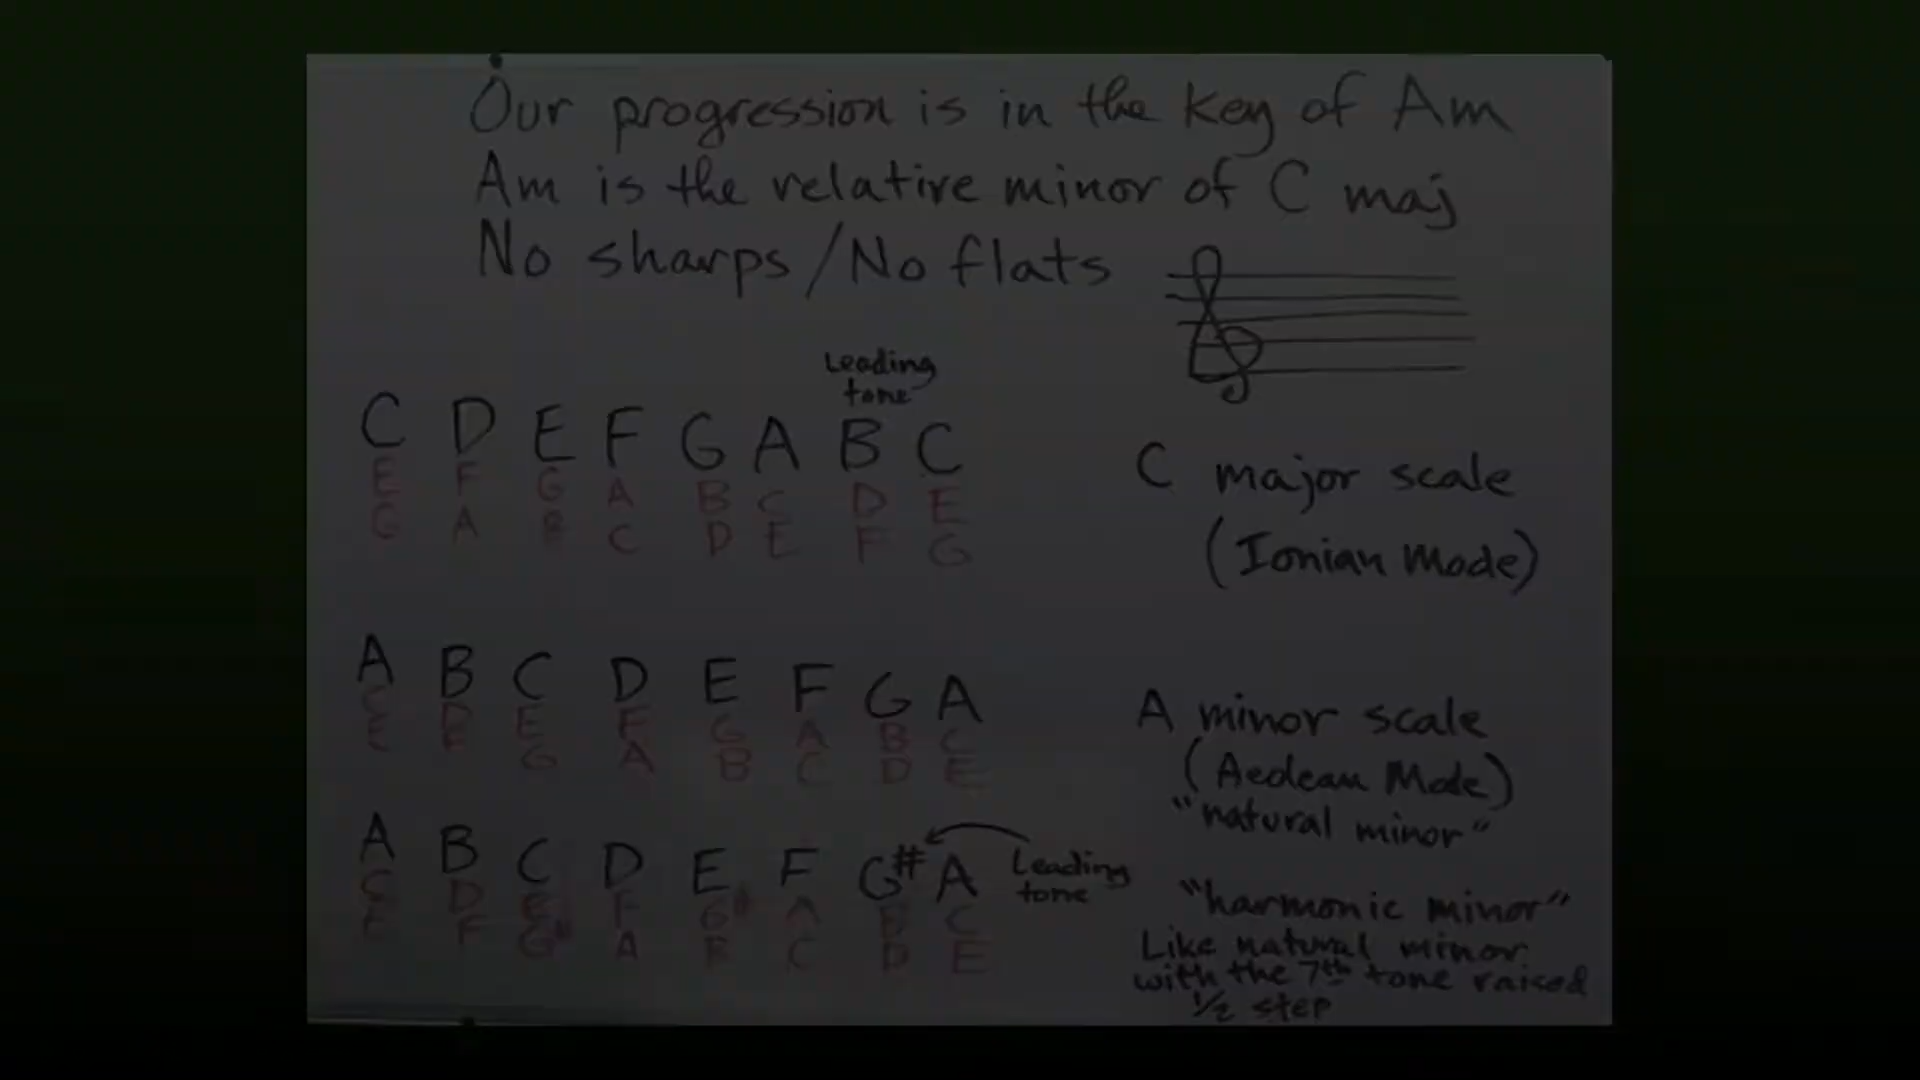 Our progression is in the key of Am
Am is the relative minor of C maj
No sharps / No flats
Leading
tone
C D E F G A B C
E F G A B C D E
G A B C D E F G
C major scale
(Ionian Mode)
A B C D E F G A
C D E F G A B C
E F G A B C D E
A minor scale
(Aeolean Mode)
"natural minor"
A B C D E F G# A
C D E F G# A B C
E F G# A B C D E
Leading
tone
"harmonic minor"
Like natural minor
with the 7th tone raised
1/2 step